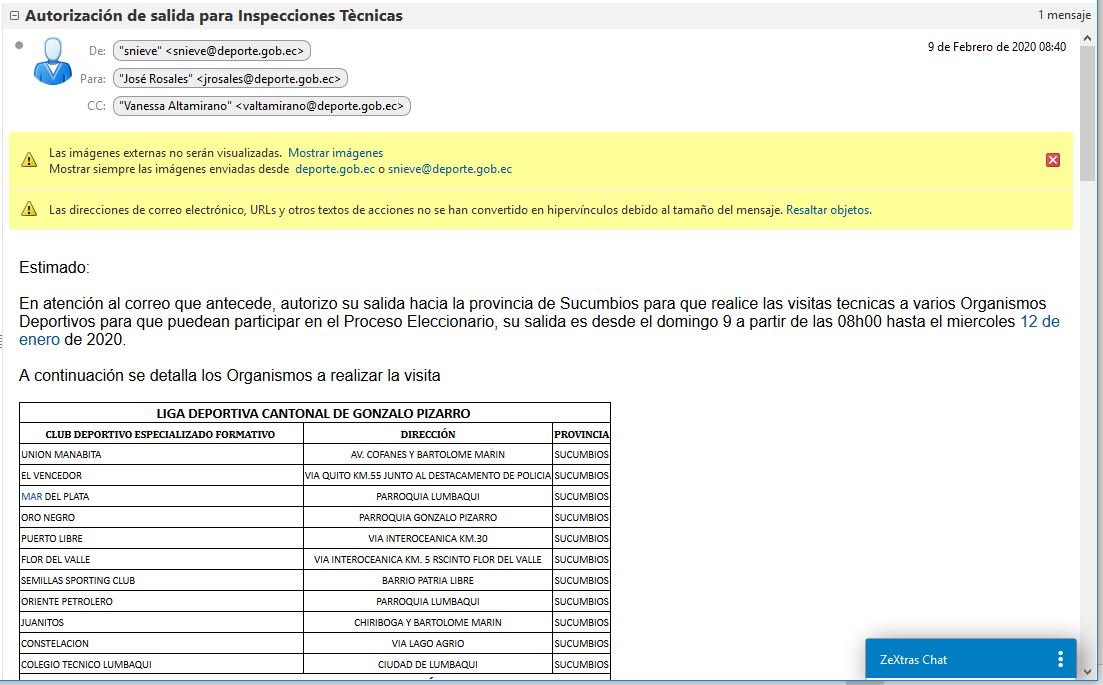 Autorización de salida para Inspecciones Tècnicas
1 mensaje
De: "snieve" <snieve@deporte.gob.ec>
9 de Febrero de 2020 08:40
Para: "José Rosales" <jrosales@deporte.gob.ec>
CC: "Vanessa Altamirano" <valtamirano@deporte.gob.ec>
Las imágenes externas no serán visualizadas. Mostrar imágenes
Mostrar siempre las imágenes enviadas desde deporte.gob.ec o snieve@deporte.gob.ec
Las direcciones de correo electrónico, URLs y otros textos de acciones no se han convertido en hipervínculos debido al tamaño del mensaje. Resaltar objetos.
Estimado:
En atención al correo que antecede, autorizo su salida hacia la provincia de Sucumbios para que realice las visitas tecnicas a varios Organismos
Deportivos para que puedean participar en el Proceso Eleccionario, su salida es desde el domingo 9 a partir de las 08h00 hasta el miercoles 12 de
enero de 2020.
A continuación se detalla los Organismos a realizar la visita
LIGA DEPORTIVA CANTONAL DE GONZALO PIZARRO
CLUB DEPORTIVO ESPECIALIZADO FORMATIVO DIRECCIÓN PROVINCIA
UNION MANABITA AV. COFANES Y BARTOLOME MARIN SUCUMBIOS
EL VENCEDOR VIA QUITO KM.55 JUNTO AL DESTACAMENTO DE POLICIA SUCUMBIOS
MAR DEL PLATA PARROQUIA LUMBAQUI SUCUMBIOS
ORO NEGRO PARROQUIA GONZALO PIZARRO SUCUMBIOS
PUERTO LIBRE VIA INTEROCEANICA KM.30 SUCUMBIOS
FLOR DEL VALLE VIA INTEROCEANICA KM. 5 RSCINTO FLOR DEL VALLE SUCUMBIOS
SEMILLAS SPORTING CLUB BARRIO PATRIA LIBRE SUCUMBIOS
ORIENTE PETROLERO PARROQUIA LUMBAQUI SUCUMBIOS
JUANITOS CHIRIBOGA Y BARTOLOME MARIN SUCUMBIOS
CONSTELACION VIA LAGO AGRIO SUCUMBIOS
COLEGIO TECNICO LUMBAQUI CIUDAD DE LUMBAQUI SUCUMBIOS
ZeXtras Chat